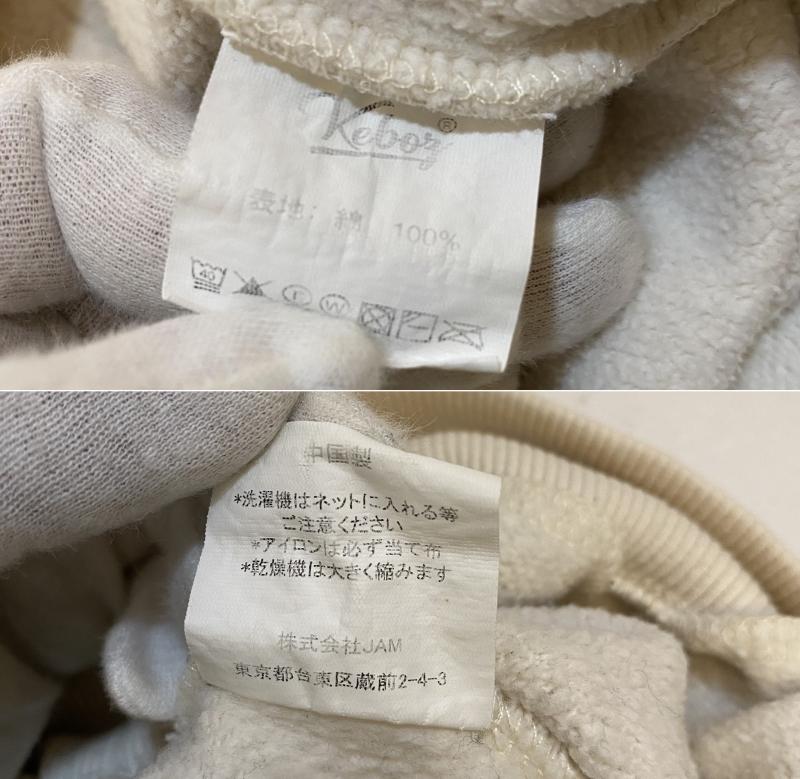 Keboz
®
表地: 綿 100%
40
W
中国製
*洗濯機はネットに入れる等
ご注意ください
*アイロンは必ず当て布
*乾燥機は大きく縮みます
株式会社JAM
東京都台東区蔵前2-4-3